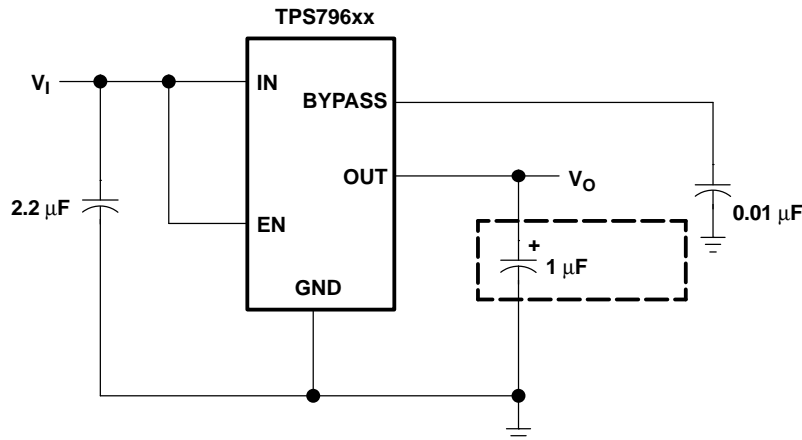 TPS796xx
V_I
IN
BYPASS
OUT
V_O
2.2 μF
EN
0.01 μF
+
1 μF
GND